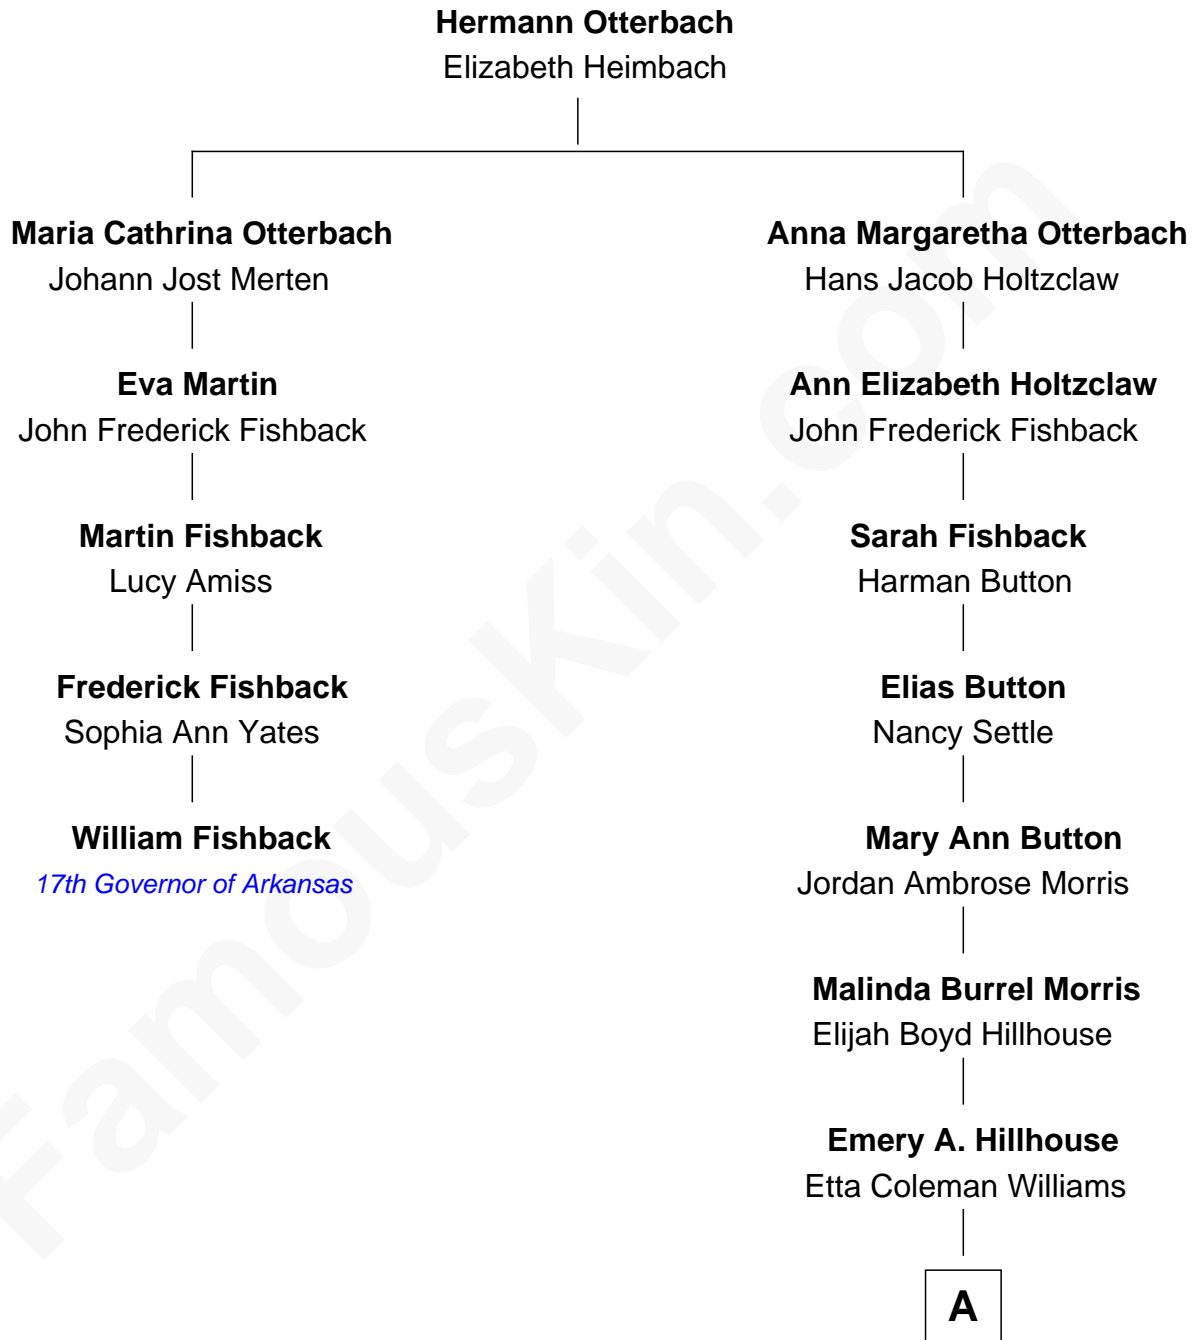 Hermann Otterbach
Elizabeth Heimbach
Maria Cathrina Otterbach
Johann Jost Merten
Eva Martin
John Frederick Fishback
Martin Fishback
Lucy Amiss
Frederick Fishback
Sophia Ann Yates
William Fishback
17th Governor of Arkansas
Anna Margaretha Otterbach
Hans Jacob Holtzclaw
Ann Elizabeth Holtzclaw
John Frederick Fishback
Sarah Fishback
Harman Button
Elias Button
Nancy Settle
Mary Ann Button
Jordan Ambrose Morris
Malinda Burrel Morris
Elijah Boyd Hillhouse
Emery A. Hillhouse
Etta Coleman Williams
A
FamousKin.com